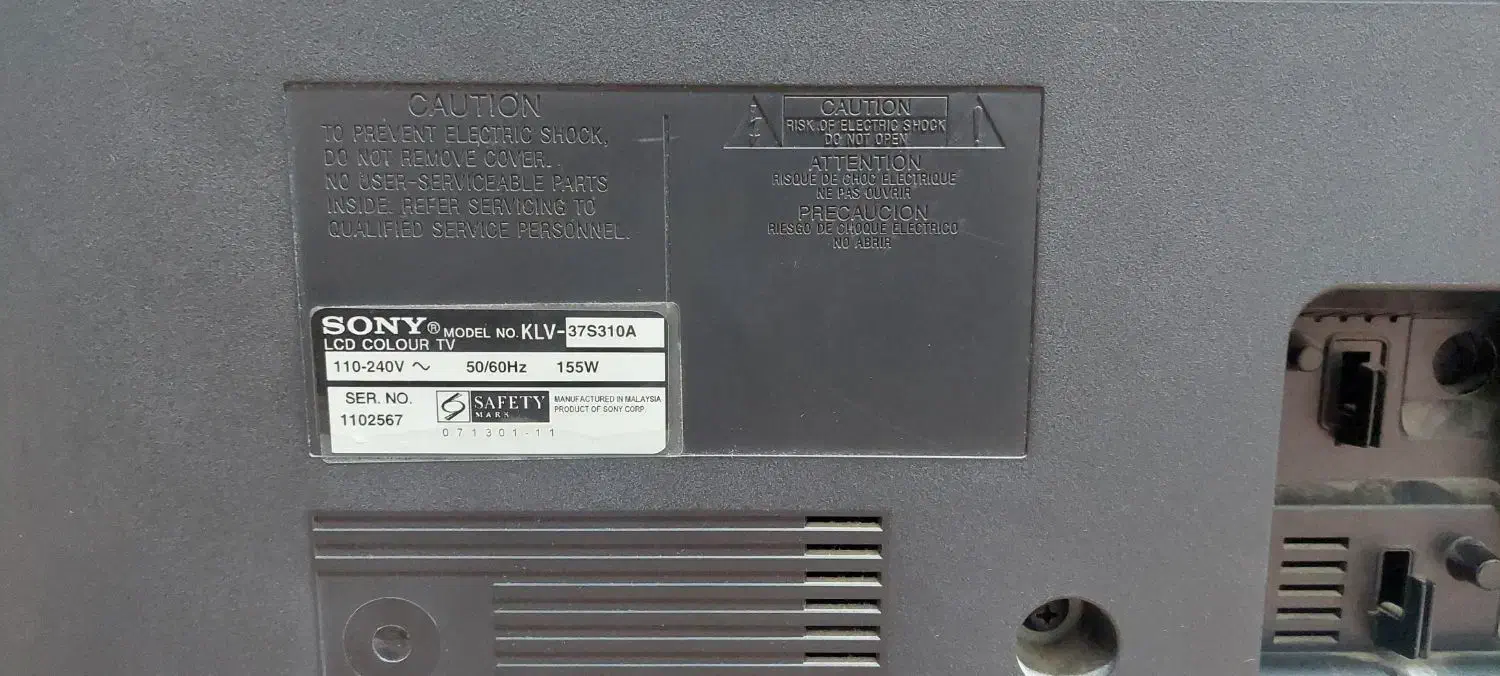 CAUTION
TO PREVENT ELECTRIC SHOCK,
DO NOT REMOVE COVER.
NO USER-SERVICEABLE PARTS
INSIDE. REFER SERVICING TO
QUALIFIED SERVICE PERSONNEL.
CAUTION
RISK OF ELECTRIC SHOCK
DO NOT OPEN
ATTENTION
RISQUE DE CHOC ELECTRIQUE
NE PAS OUVRIR
PRECAUCION
RIESGO DE CHOQUE ELECTRICO
NO ABRIR
SONY® MODEL NO. KLV-37S310A
LCD COLOUR TV
110-240V ~ 50/60Hz 155W
SER. NO.
1102567
SAFETY
MARK
071301-11
MANUFACTURED IN MALAYSIA
PRODUCT OF SONY CORP.